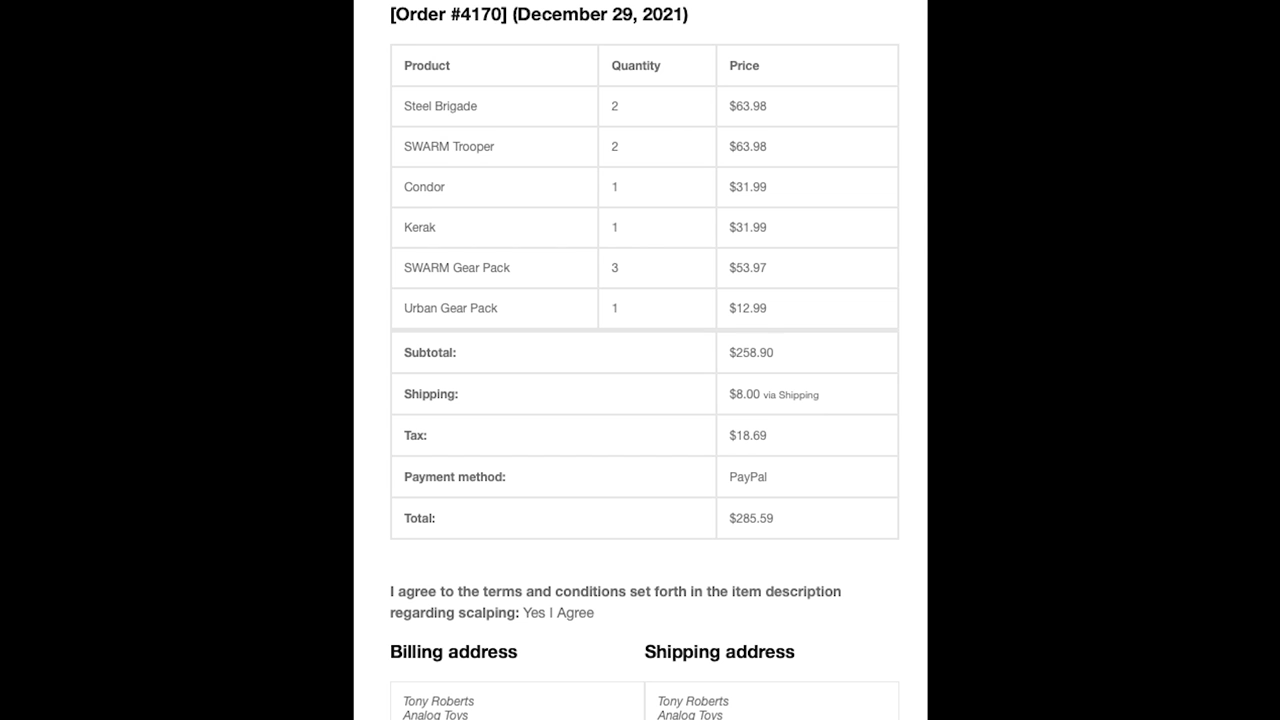 [Order #4170] (December 29, 2021)
Product Quantity Price
Steel Brigade 2 $63.98
SWARM Trooper 2 $63.98
Condor 1 $31.99
Kerak 1 $31.99
SWARM Gear Pack 3 $53.97
Urban Gear Pack 1 $12.99
Subtotal: $258.90
Shipping: $8.00 via Shipping
Tax: $18.69
Payment method: PayPal
Total: $285.59
I agree to the terms and conditions set forth in the item description
regarding scalping: Yes I Agree
Billing address Shipping address
Tony Roberts Tony Roberts
Analog Toys Analog Toys